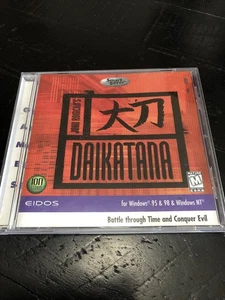 GAMES
JOHN ROMERO'S
大刀
DAIKATANA
ION
EIDOS
for Windows® 95 & 98 & Windows NT®
Battle through Time and Conquer Evil